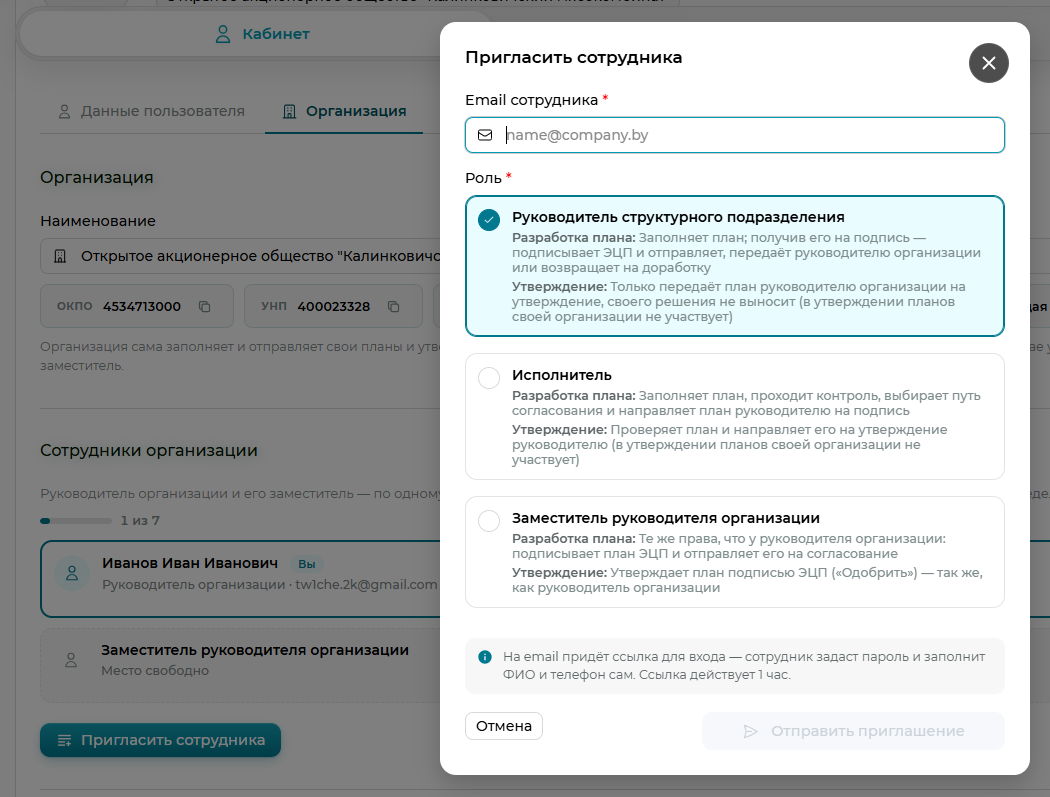 Кабинет
Данные пользователя
Организация
Организация
Наименование
Открытое акционерное общество "Калинковичс
ОКПО 4534713000
УНП 400023328
Организация сама заполняет и отправляет свои планы и утве
заместитель.
Сотрудники организации
Руководитель организации и его заместитель — по одному
1 из 7
Иванов Иван Иванович Вы
Руководитель организации · tw1che.2k@gmail.com
Заместитель руководителя организации
Место свободно
Пригласить сотрудника
Пригласить сотрудника
Email сотрудника *
name@company.by
Роль *
Руководитель структурного подразделения
Разработка плана: Заполняет план; получив его на подпись —
подписывает ЭЦП и отправляет, передаёт руководителю организации
или возвращает на доработку
Утверждение: Только передаёт план руководителю организации на
утверждение, своего решения не выносит (в утверждении планов
своей организации не участвует)
Исполнитель
Разработка плана: Заполняет план, проходит контроль, выбирает путь
согласования и направляет план руководителю на подпись
Утверждение: Проверяет план и направляет его на утверждение
руководителю (в утверждении планов своей организации не
участвует)
Заместитель руководителя организации
Разработка плана: Те же права, что у руководителя организации:
подписывает план ЭЦП и отправляет его на согласование
Утверждение: Утверждает план подписью ЭЦП («Одобрить») — так же,
как руководитель организации
На email придёт ссылка для входа — сотрудник задаст пароль и заполнит
ФИО и телефон сам. Ссылка действует 1 час.
Отмена
Отправить приглашение